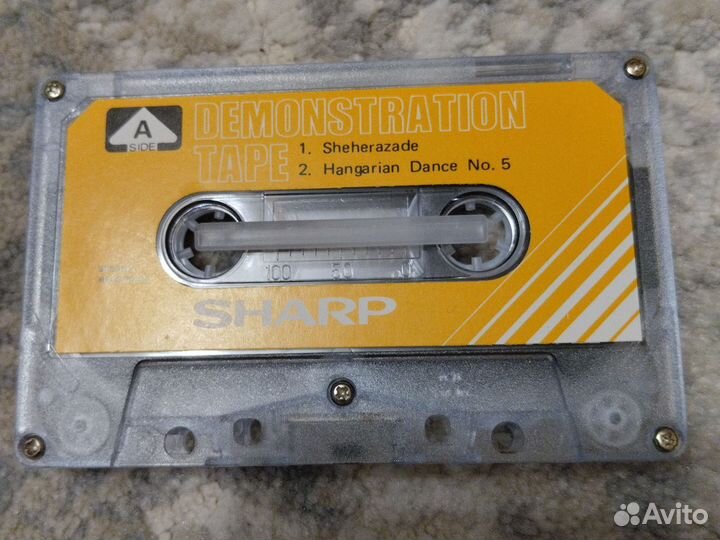 A
SIDE
DEMONSTRATION
TAPE
1. Sheherazade
2. Hangarian Dance No. 5
100 50
SHARP
Avito